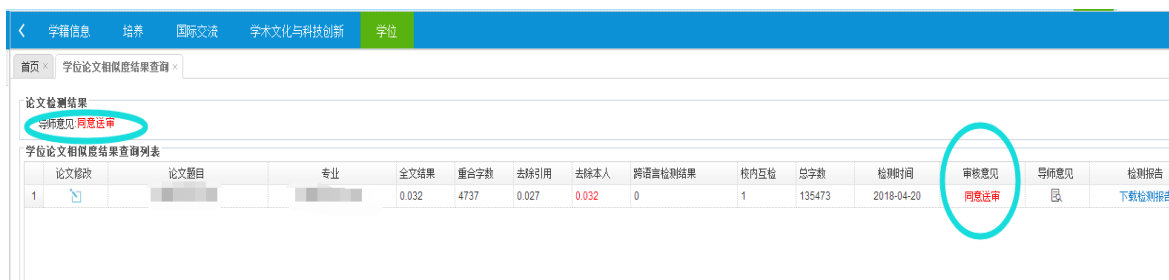 学籍信息 培养 国际交流 学术文化与科技创新 学位
首页 × 学位论文相似度结果查询 ×
论文检测结果
导师意见:同意送审
学位论文相似度结果查询列表
论文修改 论文题目 专业 全文结果 重合字数 去除引用 去除本人 跨语言检测结果 校内互检 总字数 检测时间 审核意见 导师意见 检测报告
1 0.032 4737 0.027 0.032 0 1 135473 2018-04-20 同意送审 下载检测报告